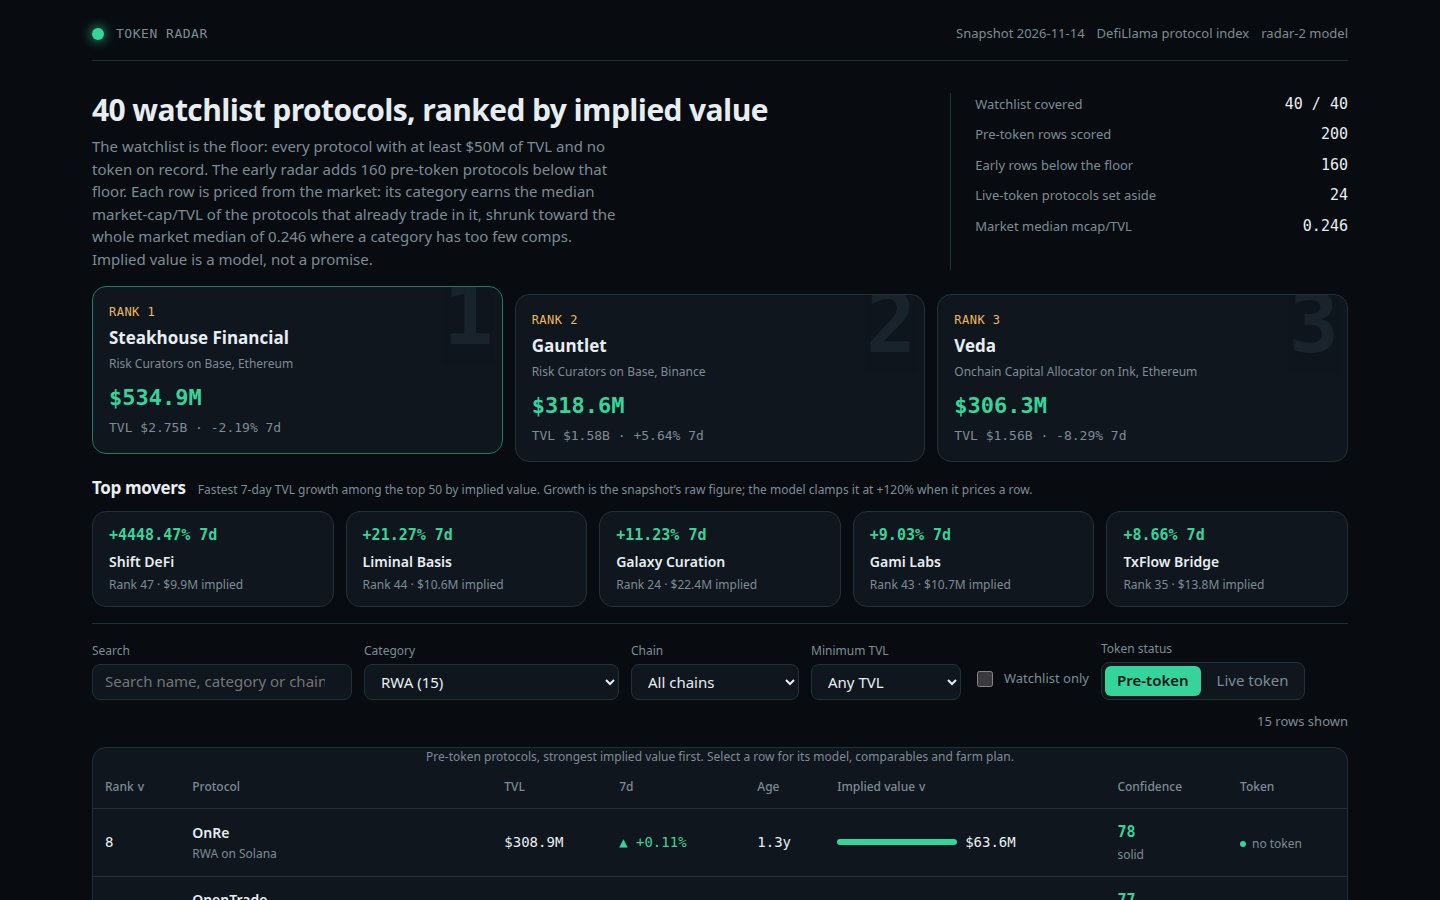 TOKEN RADAR
Snapshot 2026-11-14 DefiLlama protocol index radar-2 model
40 watchlist protocols, ranked by implied value
The watchlist is the floor: every protocol with at least $50M of TVL and no
token on record. The early radar adds 160 pre-token protocols below that
floor. Each row is priced from the market: its category earns the median
market-cap/TVL of the protocols that already trade in it, shrunk toward the
whole market median of 0.246 where a category has too few comps.
Implied value is a model, not a promise.
Watchlist covered 40 / 40
Pre-token rows scored 200
Early rows below the floor 160
Live-token protocols set aside 24
Market median mcap/TVL 0.246
1
RANK 1
Steakhouse Financial
Risk Curators on Base, Ethereum
$534.9M
TVL $2.75B · -2.19% 7d
2
RANK 2
Gauntlet
Risk Curators on Base, Binance
$318.6M
TVL $1.58B · +5.64% 7d
3
RANK 3
Veda
Onchain Capital Allocator on Ink, Ethereum
$306.3M
TVL $1.56B · -8.29% 7d
Top movers Fastest 7-day TVL growth among the top 50 by implied value. Growth is the snapshot's raw figure; the model clamps it at +120% when it prices a row.
+4448.47% 7d
Shift DeFi
Rank 47 · $9.9M implied
+21.27% 7d
Liminal Basis
Rank 44 · $10.6M implied
+11.23% 7d
Galaxy Curation
Rank 24 · $22.4M implied
+9.03% 7d
Gami Labs
Rank 43 · $10.7M implied
+8.66% 7d
TxFlow Bridge
Rank 35 · $13.8M implied
Search
Search name, category or chain
Category
RWA (15)
Chain
All chains
Minimum TVL
Any TVL
Watchlist only
Token status
Pre-token Live token
15 rows shown
Pre-token protocols, strongest implied value first. Select a row for its model, comparables and farm plan.
Rank v Protocol TVL 7d Age Implied value v Confidence Token
8 OnRe $308.9M ▲ +0.11% 1.3y $63.6M 78 no token
RWA on Solana solid
OpenTrade 77